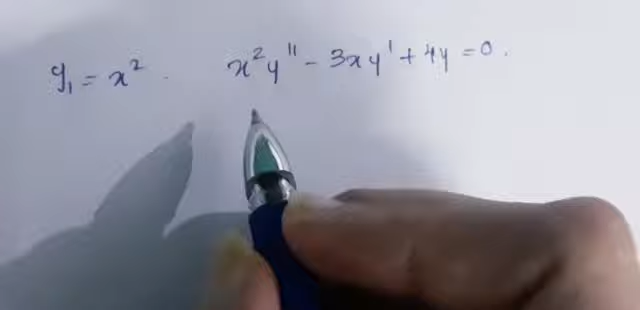 y₁ = x². x²y'' - 3xy' + 4y = 0.